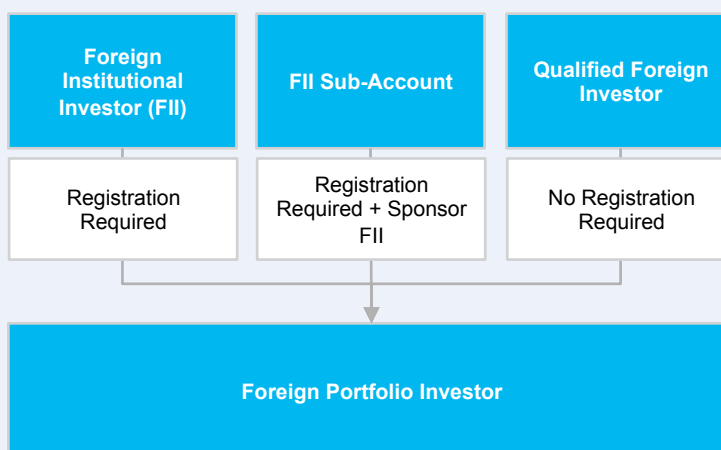 Foreign
Institutional
Investor (FII)
FII Sub-Account
Qualified Foreign
Investor
Registration
Required
Registration
Required + Sponsor
FII
No Registration
Required
Foreign Portfolio Investor